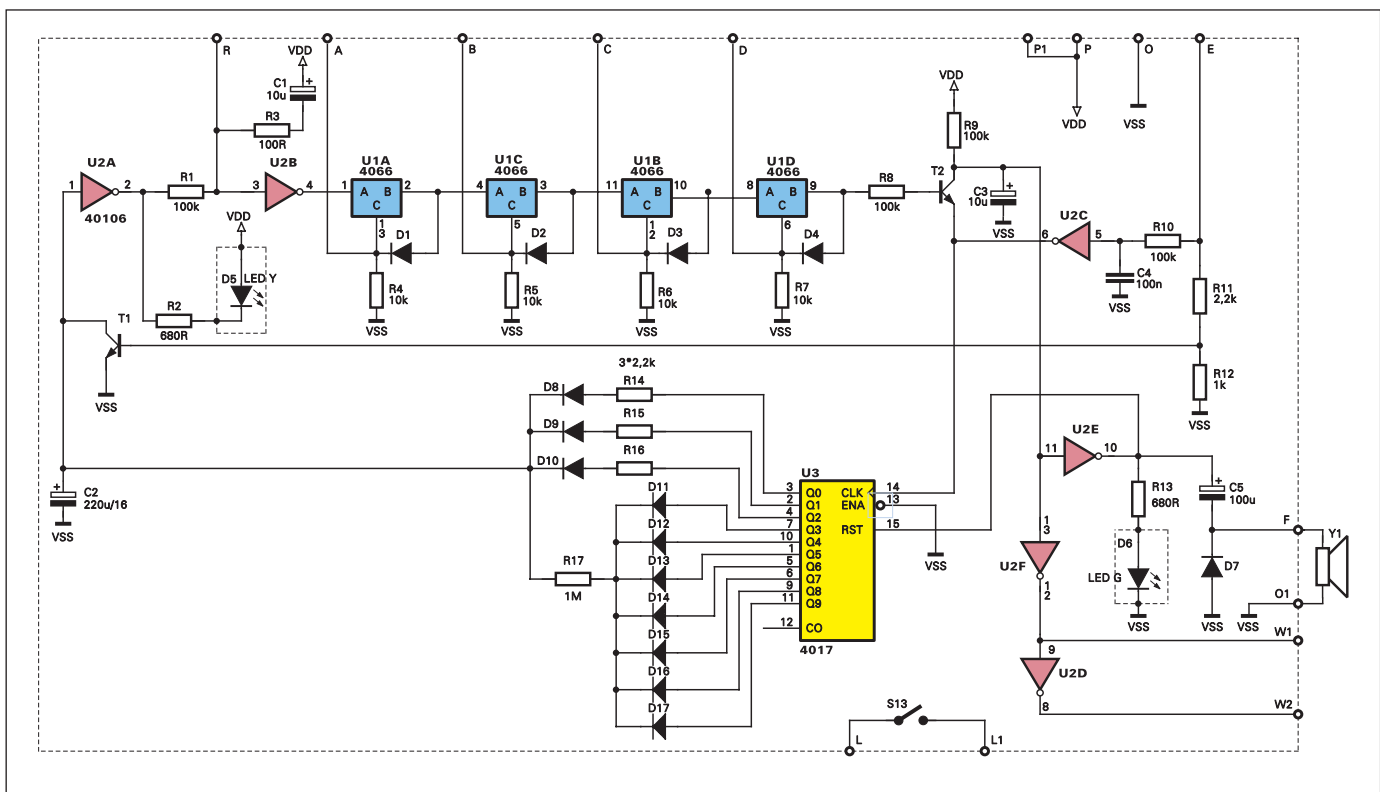 R
A
B
C
D
P1
P
O
E
VDD
C1
+
10u
R3
100R
VDD
VDD
VSS
VDD
R9
100k
U2A
1
2
40106
R1
100k
U2B
3
4
U1A
4066
1
A
B
C
2
1
3
D1
U1C
4066
4
A
B
C
3
5
D2
U1B
4066
11
A
B
C
10
1
2
D3
U1D
4066
8
A
B
C
9
6
D4
R8
100k
T2
C3
+
10u
VSS
U2C
6
5
R10
100k
C4
100n
VSS
VDD
D5
LED Y
R2
680R
R4
10k
VSS
R5
10k
VSS
R6
10k
VSS
R7
10k
VSS
R11
2,2k
T1
VSS
R12
1k
VSS
3*2,2k
D8
R14
D9
R15
D10
R16
+
C2
220u/16
VSS
D11
D12
D13
D14
D15
D16
D17
R17
1M
U3
3
Q0
CLK
14
2
Q1
ENA
13
4
Q2
7
Q3
RST
15
10
Q4
1
Q5
5
Q6
6
Q7
9
Q8
11
Q9
12
CO
4017
VSS
U2E
11
10
R13
680R
+
C5
100u
1
3
U2F
1
2
D6
LED G
VSS
D7
VSS
VSS
F
Y1
O1
W1
9
U2D
8
W2
S13
L
L1